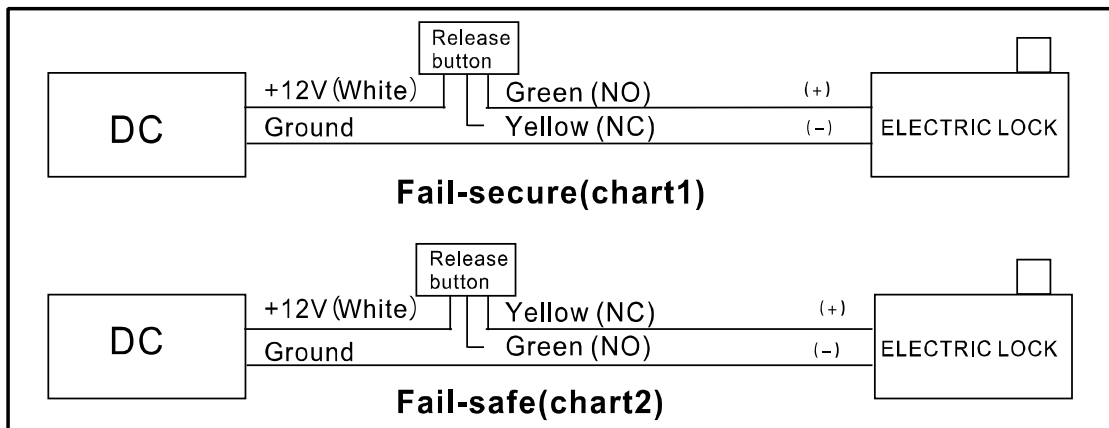 Release
button
+12V(White)
Green (NO)
(+)
DC
Ground
Yellow (NC)
(-)
ELECTRIC LOCK
Fail-secure(chart1)
Release
button
+12V(White)
Yellow (NC)
(+)
DC
Ground
Green (NO)
(-)
ELECTRIC LOCK
Fail-safe(chart2)